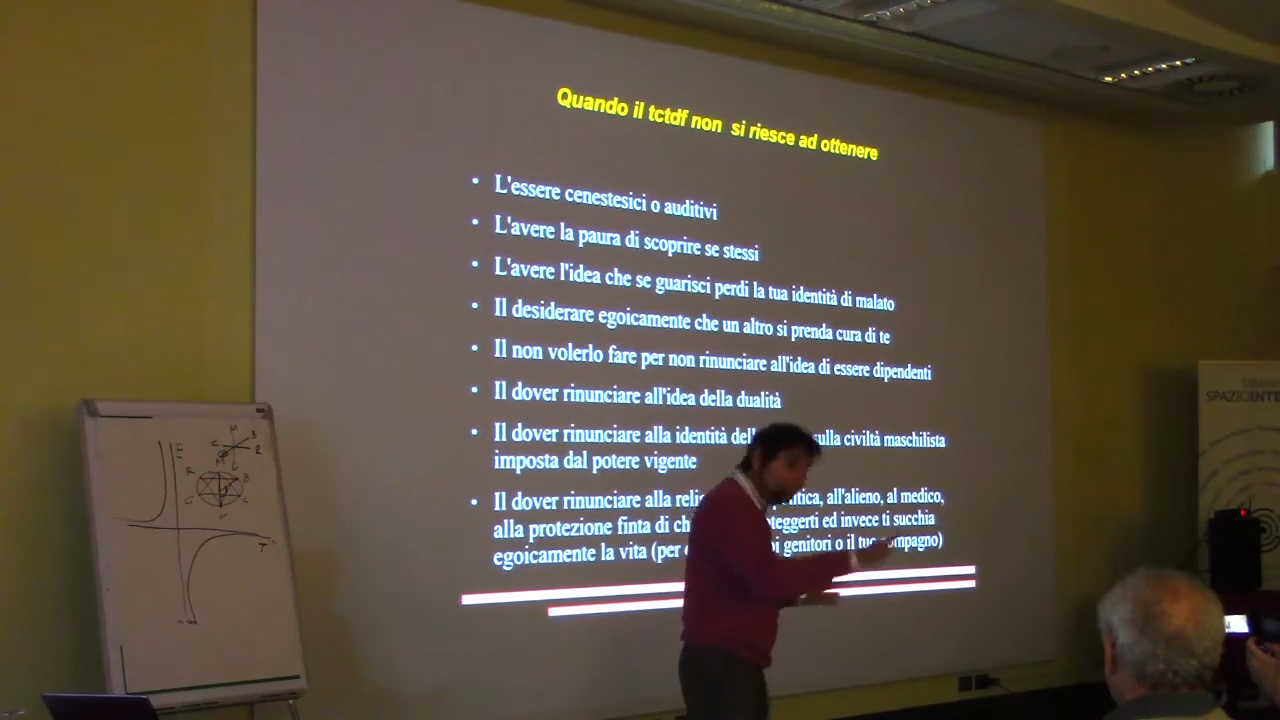 Quando il tctdf non si riesce ad ottenere
• L'essere cenestesici o auditivi
• L'avere la paura di scoprire se stessi
• L'avere l'idea che se guarisci perdi la tua identità di malato
• Il desiderare egoicamente che un altro si prenda cura di te
• Il non volerlo fare per non rinunciare all'idea di essere dipendenti
• Il dover rinunciare all'idea della dualità
• Il dover rinunciare alla identità sulla civiltà maschilista
imposta dal potere vigente
• Il dover rinunciare alla all'alieno, al medico,
alla protezione finta di ed invece ti succhia
egoicamente la vita (per genitori o il tuo
SPAZIO